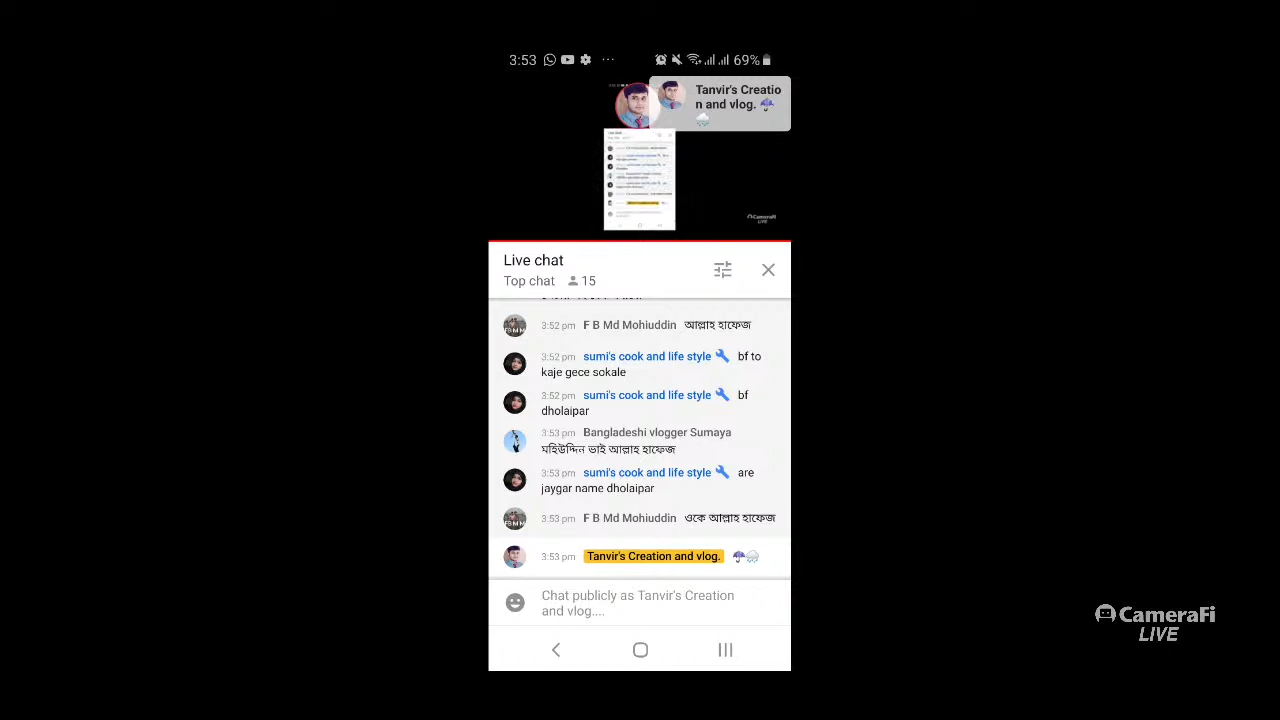 3:53 69%
Tanvir's Creatio
n and vlog. ☂️
🌧️
CameraFi
LIVE
Live chat
Top chat 15
3:52 pm F B Md Mohiuddin আল্লাহ হাফেজ
3:52 pm sumi's cook and life style bf to
kaje gece sokale
3:52 pm sumi's cook and life style bf
dholaipar
3:53 pm Bangladeshi vlogger Sumaya
মহিউদ্দিন ভাই আল্লাহ হাফেজ
3:53 pm sumi's cook and life style are
jaygar name dholaipar
3:53 pm F B Md Mohiuddin ওকে আল্লাহ হাফেজ
3:53 pm Tanvir's Creation and vlog. ☂️🌧️
Chat publicly as Tanvir's Creation
and vlog....
CameraFi
LIVE